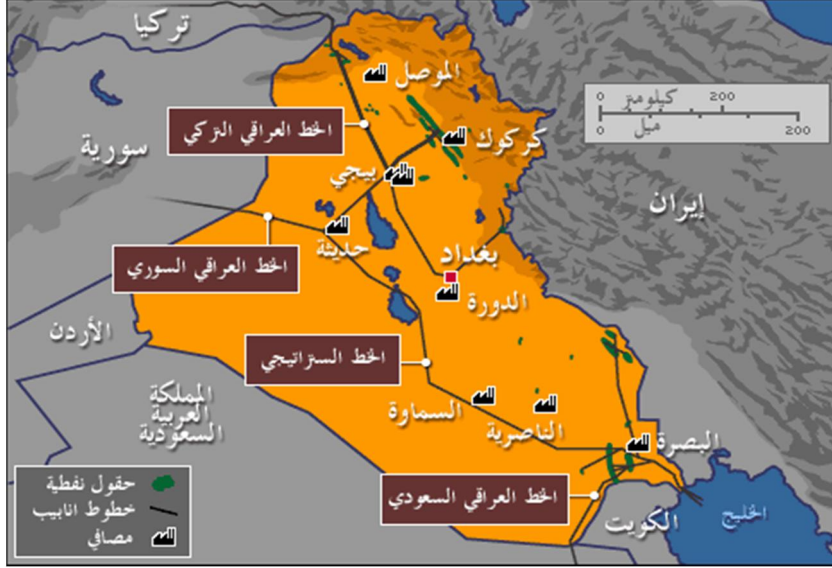 تركيا
الموصل
كيلومتر
0
200
ميل
0
200
الخط العراقي التركي
كركوك
سورية
بيجي
إيران
حديثة
بغداد
الخط العراقي السوري
الدورة
الأردن
الخط الستراتيجي
المملكة
العربية
السعودية
السماوة
الناصرية
البصرة
حقول نفطية
خطوط انابيب
مصافي
الخط العراقي السعودي
الكويت
الخليج